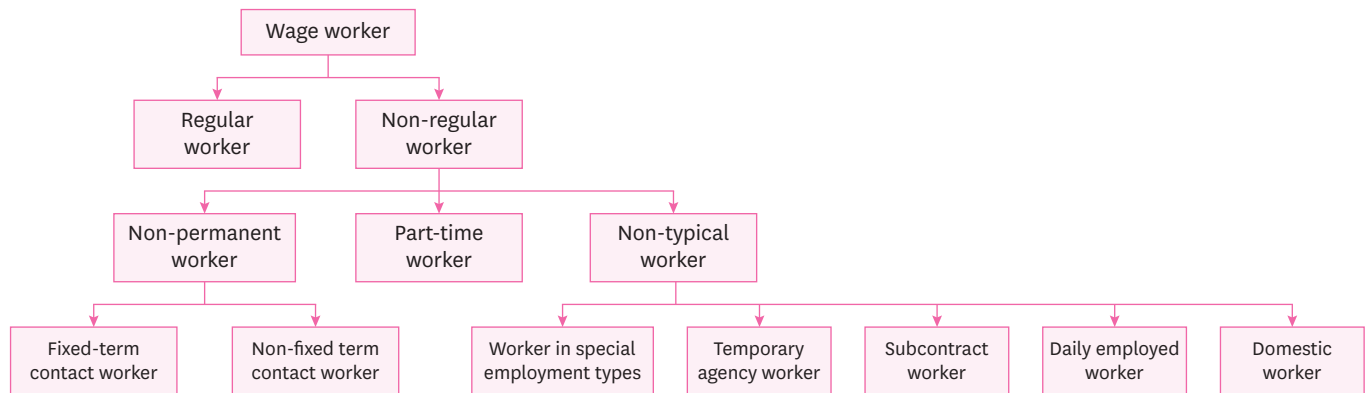 Wage worker
Regular
worker
Non-regular
worker
Non-permanent
worker
Part-time
worker
Non-typical
worker
Fixed-term
contact worker
Non-fixed term
contact worker
Worker in special
employment types
Temporary
agency worker
Subcontract
worker
Daily employed
worker
Domestic
worker